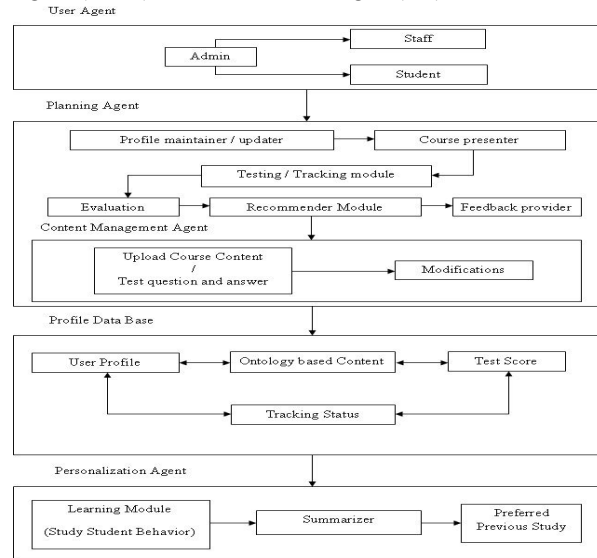 User Agent
Staff
Admin
Student
Planning Agent
Profile maintainer / updater
Course presenter
Testing / Tracking module
Evaluation
Recommender Module
Feedback provider
Content Management Agent
Upload Course Content
/
Test question and answer
Modifications
Profile Data Base
User Profile
Ontology based Content
Test Score
Tracking Status
Personalization Agent
Learning Module
(Study Student Behavior)
Summarizer
Preferred
Previous Study